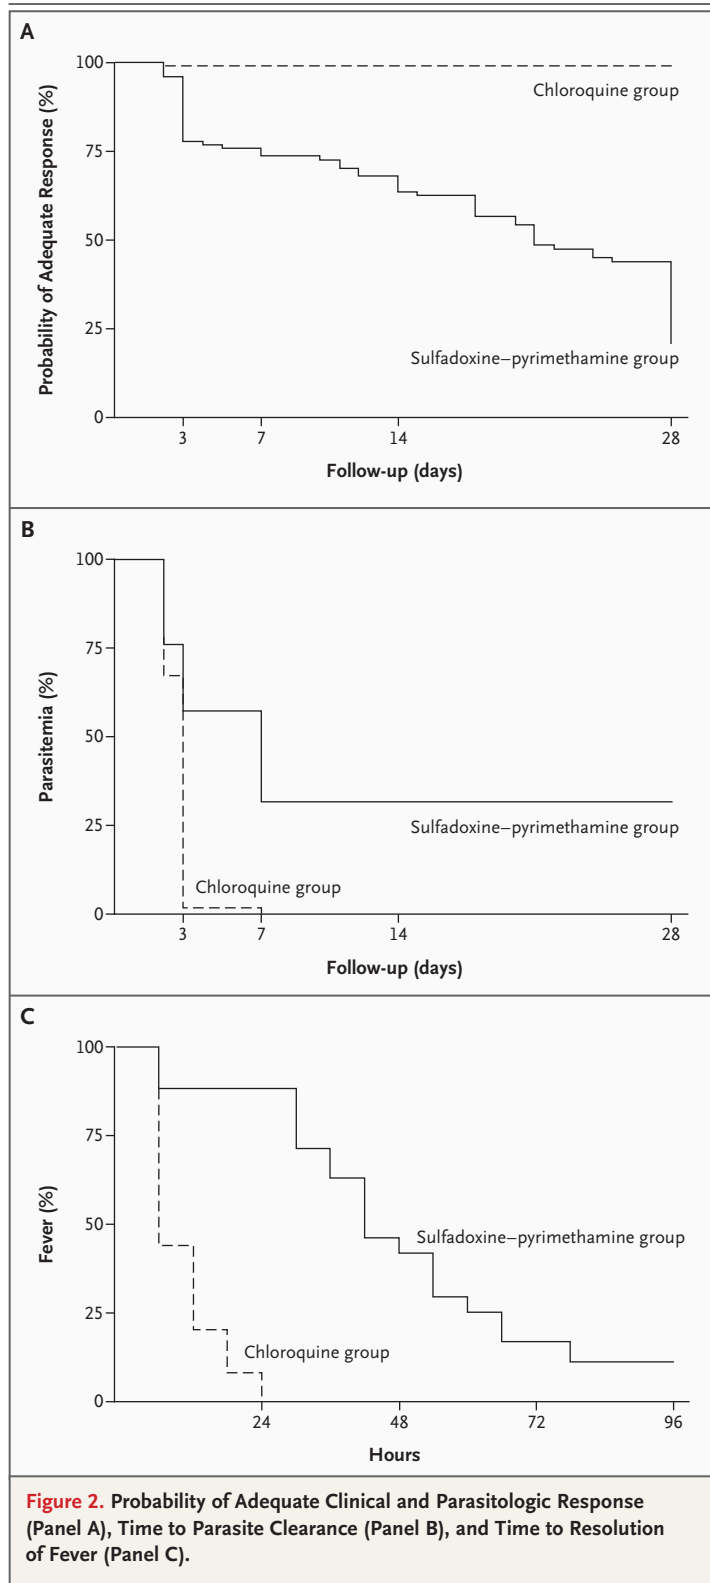 A
100
75
50
25
0
Probability of Adequate Response (%)
Chloroquine group
Sulfadoxine–pyrimethamine group
3 7 14 28
Follow-up (days)
B
100
75
50
25
0
Parasitemia (%)
Sulfadoxine–pyrimethamine group
Chloroquine group
3 7 14 28
Follow-up (days)
C
100
75
50
25
0
Fever (%)
Sulfadoxine–pyrimethamine group
Chloroquine group
24 48 72 96
Hours
Figure 2. Probability of Adequate Clinical and Parasitologic Response
(Panel A), Time to Parasite Clearance (Panel B), and Time to Resolution
of Fever (Panel C).